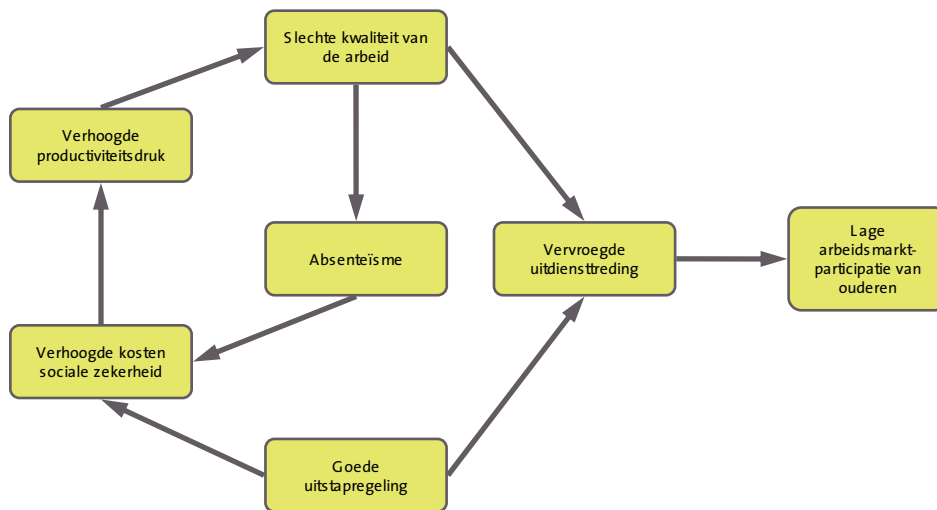 Slechte kwaliteit van
de arbeid
Verhoogde
productiviteitsdruk
Absenteïsme
Vervroegde
uitdiensttreding
Lage
arbeidsmarkt-
participatie van
ouderen
Verhoogde kosten
sociale zekerheid
Goede
uitstapregeling